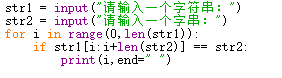 str1 = input("请输入一个字符串：")
str2 = input("请输入一个字符串：")
for i in range(0,len(str1)):
    if str1[i:i+len(str2)] == str2:
        print(i,end=" ")